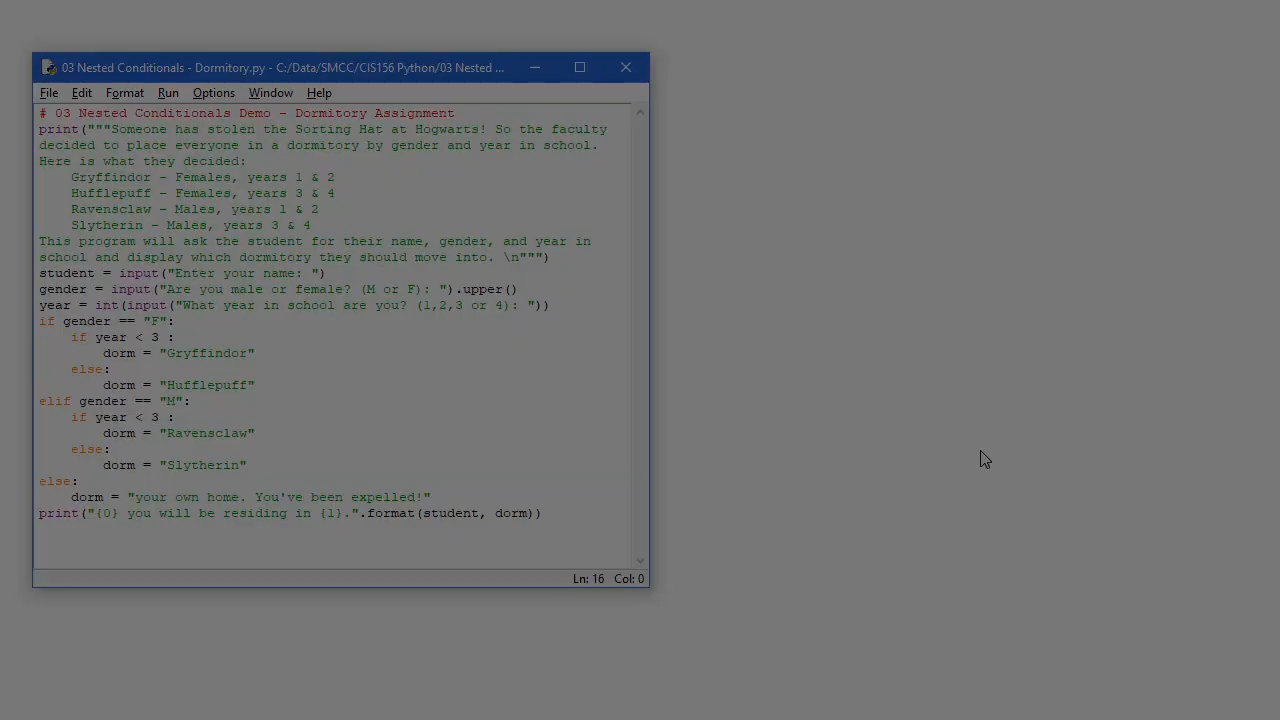 03 Nested Conditionals - Dormitory.py - C:/Data/SMCC/CIS156 Python/03 Nested ...
File Edit Format Run Options Window Help
# 03 Nested Conditionals Demo - Dormitory Assignment
print("""Someone has stolen the Sorting Hat at Hogwarts! So the faculty
decided to place everyone in a dormitory by gender and year in school.
Here is what they decided:
    Gryffindor - Females, years 1 & 2
    Hufflepuff - Females, years 3 & 4
    Ravensclaw - Males, years 1 & 2
    Slytherin - Males, years 3 & 4
This program will ask the student for their name, gender, and year in
school and display which dormitory they should move into. \n""")
student = input("Enter your name: ")
gender = input("Are you male or female? (M or F): ").upper()
year = int(input("What year in school are you? (1,2,3 or 4): "))
if gender == "F":
    if year < 3 :
        dorm = "Gryffindor"
    else:
        dorm = "Hufflepuff"
elif gender == "M":
    if year < 3 :
        dorm = "Ravensclaw"
    else:
        dorm = "Slytherin"
else:
    dorm = "your own home. You've been expelled!"
print("{0} you will be residing in {1}.".format(student, dorm))
Ln: 16 Col: 0